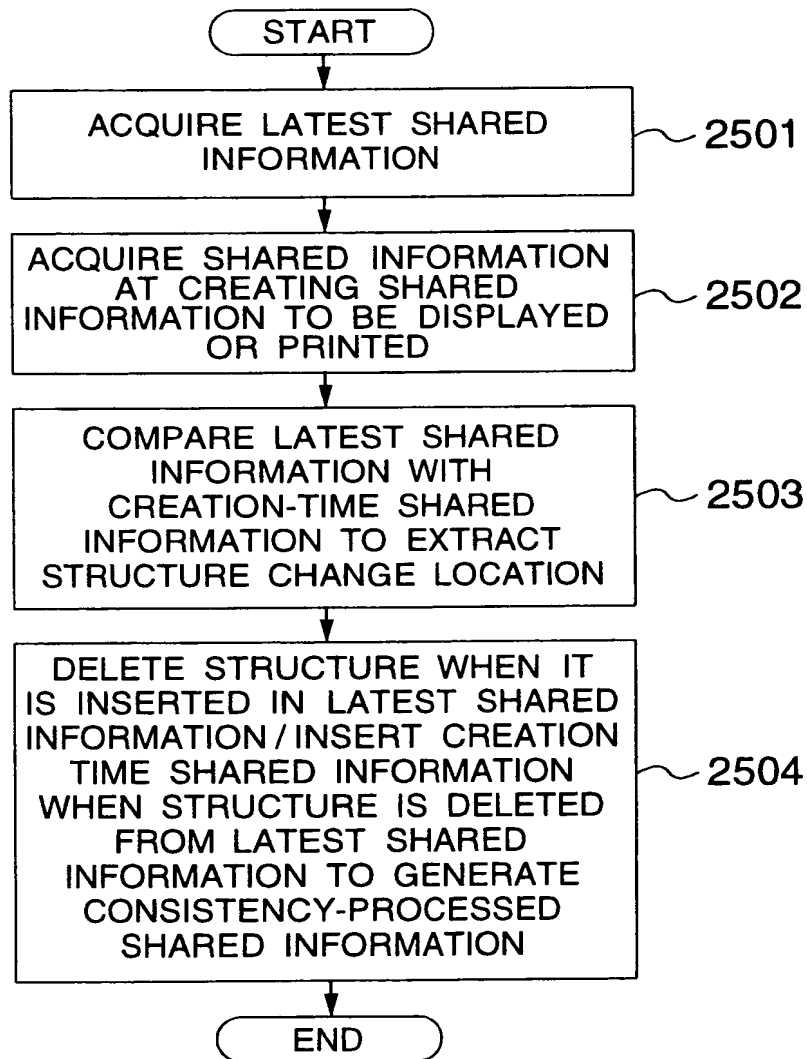 START
ACQUIRE LATEST SHARED
INFORMATION
2501
ACQUIRE SHARED INFORMATION
AT CREATING SHARED
INFORMATION TO BE DISPLAYED
OR PRINTED
2502
COMPARE LATEST SHARED
INFORMATION WITH
CREATION-TIME SHARED
INFORMATION TO EXTRACT
STRUCTURE CHANGE LOCATION
2503
DELETE STRUCTURE WHEN IT
IS INSERTED IN LATEST SHARED
INFORMATION / INSERT CREATION
TIME SHARED INFORMATION
WHEN STRUCTURE IS DELETED
FROM LATEST SHARED
INFORMATION TO GENERATE
CONSISTENCY-PROCESSED
SHARED INFORMATION
2504
END